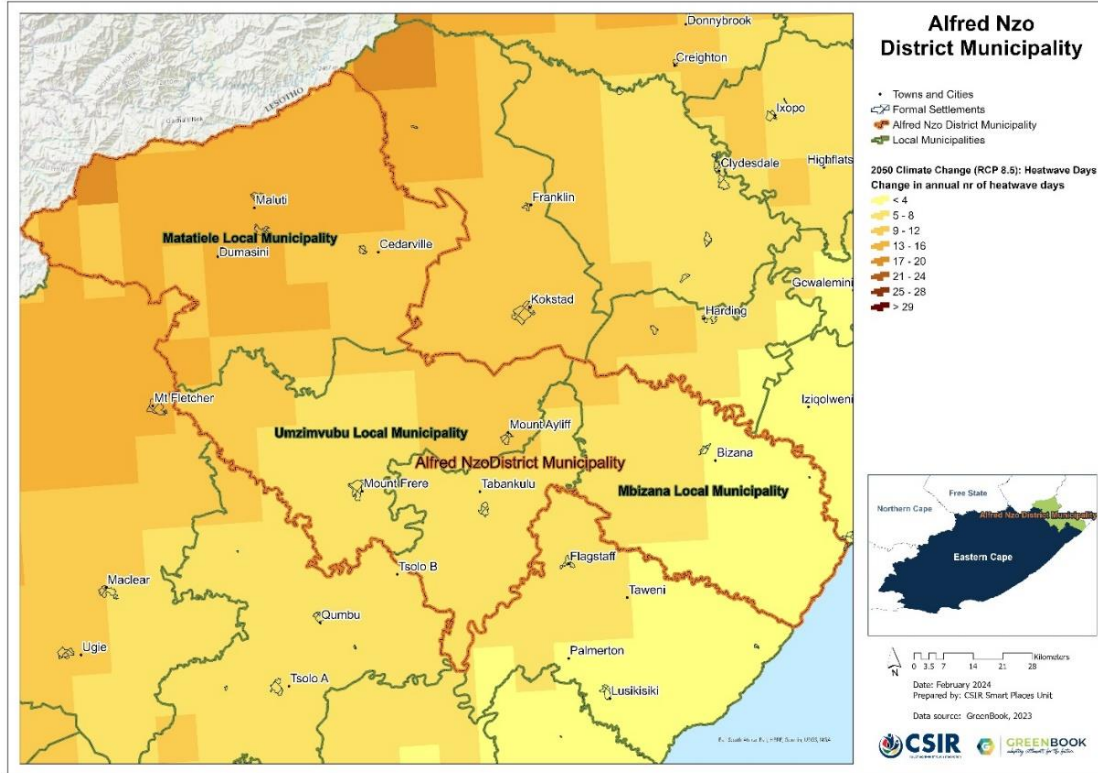 Alfred Nzo
District Municipality
Towns and Cities
Formal Settlements
Alfred Nzo District Municipality
Local Municipalities
2050 Climate Change (RCP 8.5): Heatwave Days
Change in annual nr of heatwave days
< 4
5 - 8
9 - 12
13 - 16
17 - 20
21 - 24
25 - 28
> 29
Donnybrook
Creighton
LESOTHO
Ixopo
Clydesdale
Highflats
Maluti
Franklin
Matatiele Local Municipality
Cedarville
Dumasini
Gcwalemini
Kokstad
Harding
Mt Fletcher
Iziqolweni
Umzimvubu Local Municipality
Mount Ayliff
Bizana
Alfred NzoDistrict Municipality
Mount Frere
Tabankulu
Mbizana Local Municipality
Flagstaff
Tsolo B
Maclear
Taweni
Qumbu
Ugie
Palmerton
Tsolo A
Lusikisiki
Free State
Northern Cape
Alfred Nzo District Municipality
Eastern Cape
N
Kilometers
0 3.5 7 14 21 28
Date: February 2024
Prepared by: CSIR Smart Places Unit
Data source: GreenBook, 2023
CSIR
GREENBOOK